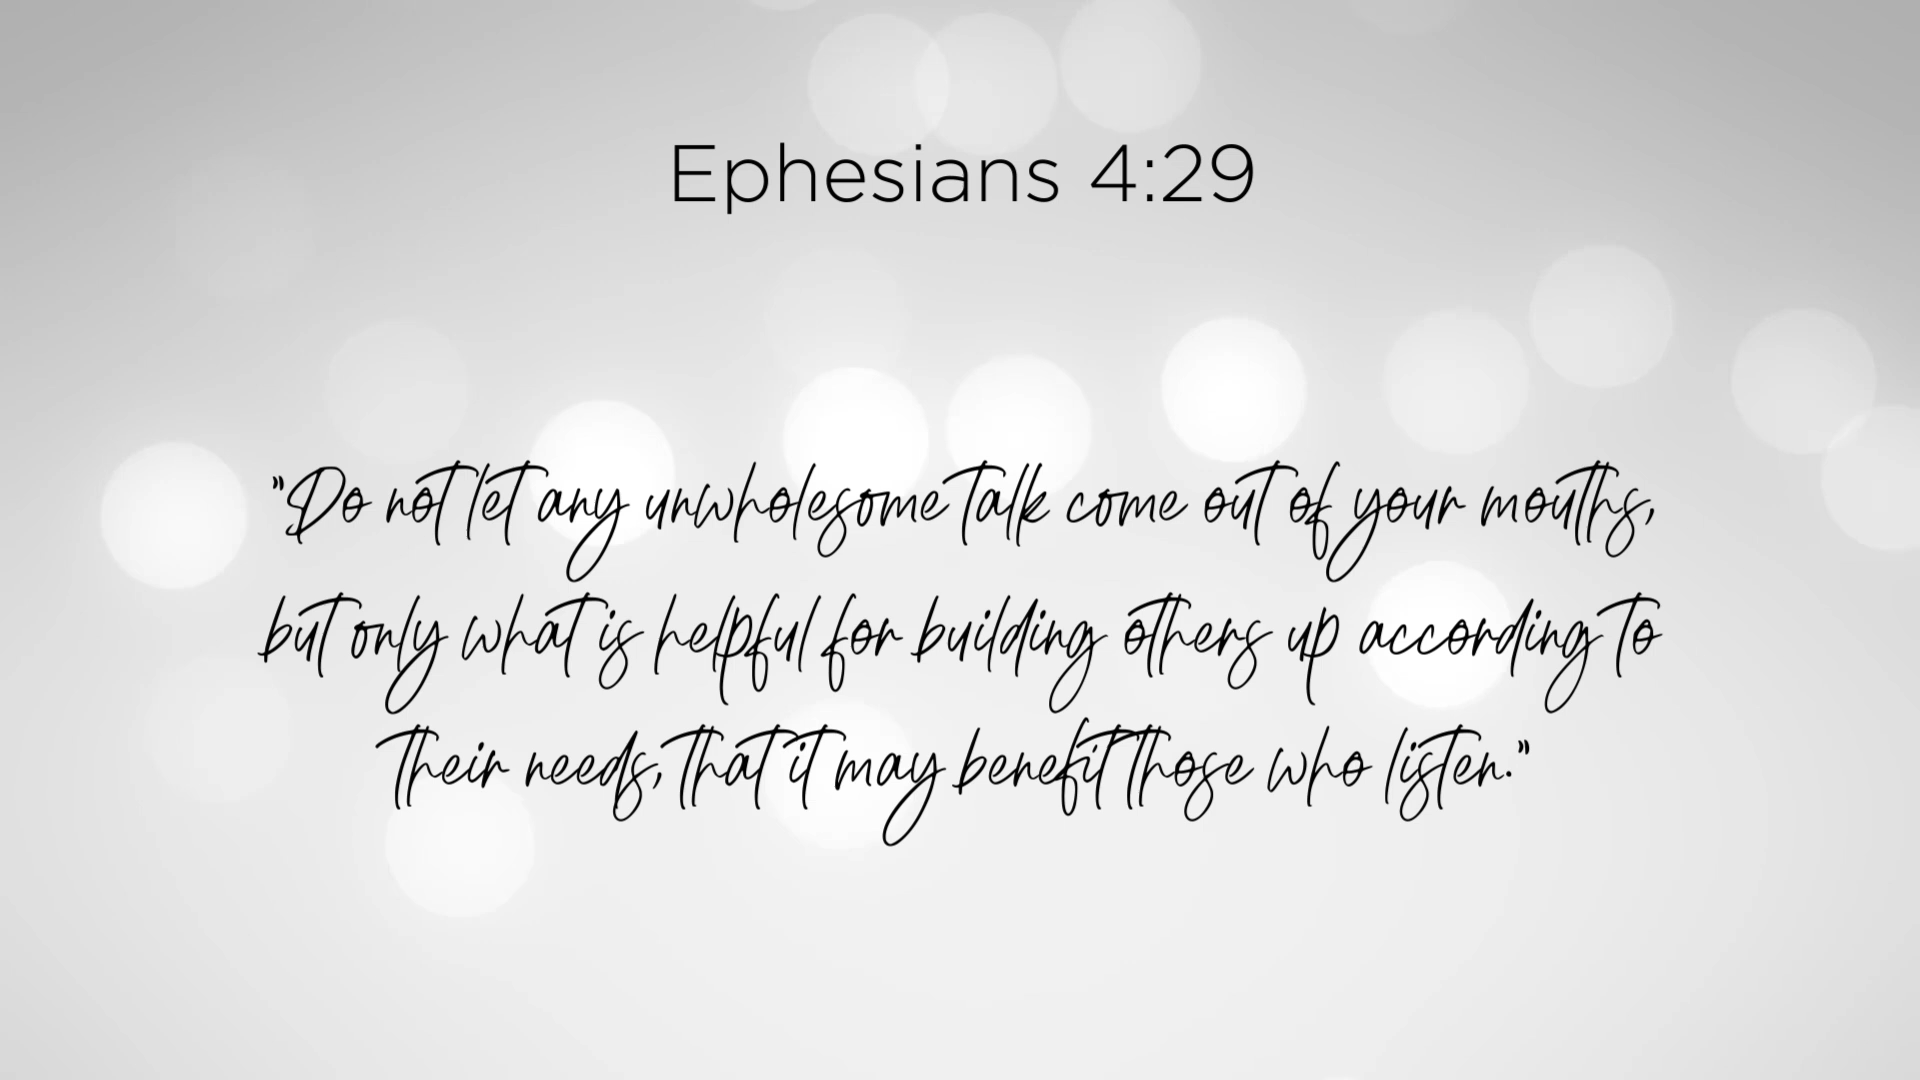 Ephesians 4:29
"Do not let any unwholesome talk come out of your mouths,
but only what is helpful for building others up according to
their needs, that it may benefit those who listen."